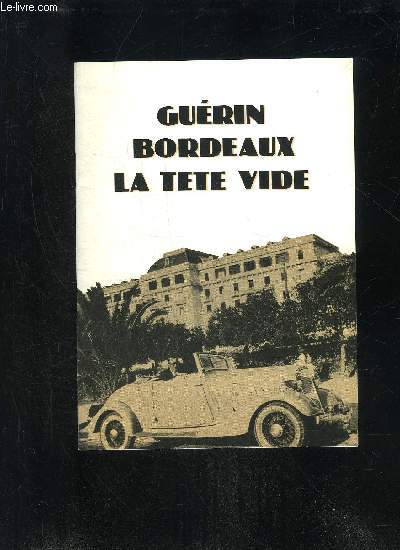 Le-livre.com
GUÉRIN
BORDEAUX
LA TETE VIDE